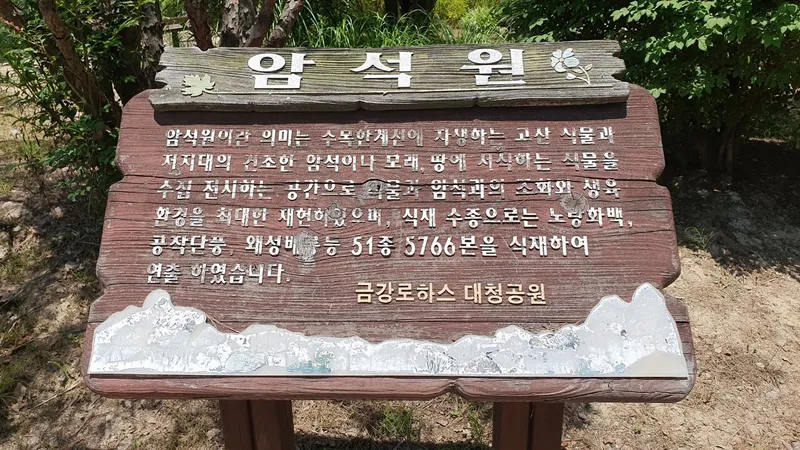 암석원
암석원이란 의미는 수목한계선에 자생하는 고산 식물과
저지대의 건조한 암석이나 모래, 땅에 서식하는 식물을
수집 전시하는 공간으로 식물과 암석과의 조화와 생육
환경을 최대한 재현하였으며, 식재 수종으로는 노랑화백,
공작단풍 왜성버들 등 51종 5766본을 식재하여
연출 하였습니다.
금강로하스 대청공원